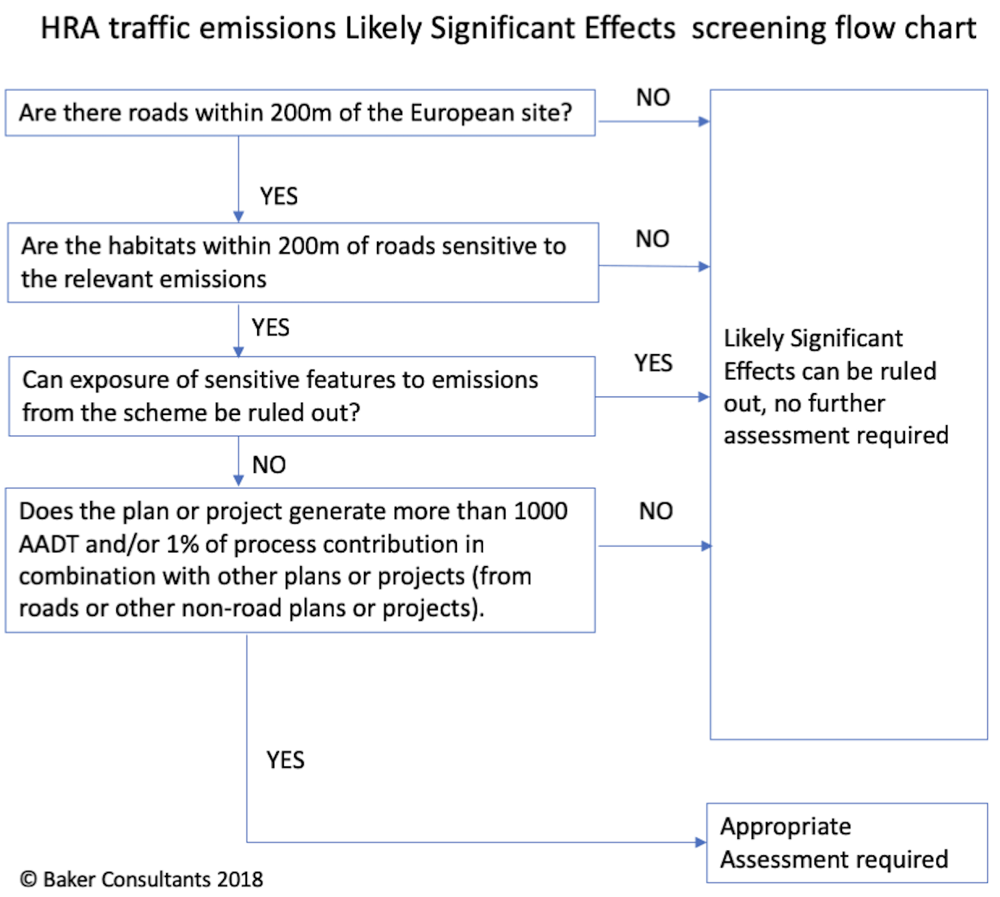 HRA traffic emissions Likely Significant Effects screening flow chart
Are there roads within 200m of the European site?
NO
YES
Are the habitats within 200m of roads sensitive to
the relevant emissions
NO
YES
Can exposure of sensitive features to emissions
from the scheme be ruled out?
YES
NO
Does the plan or project generate more than 1000
AADT and/or 1% of process contribution in
combination with other plans or projects (from
roads or other non-road plans or projects).
NO
YES
Likely Significant
Effects can be ruled
out, no further
assessment required
Appropriate
Assessment required
© Baker Consultants 2018